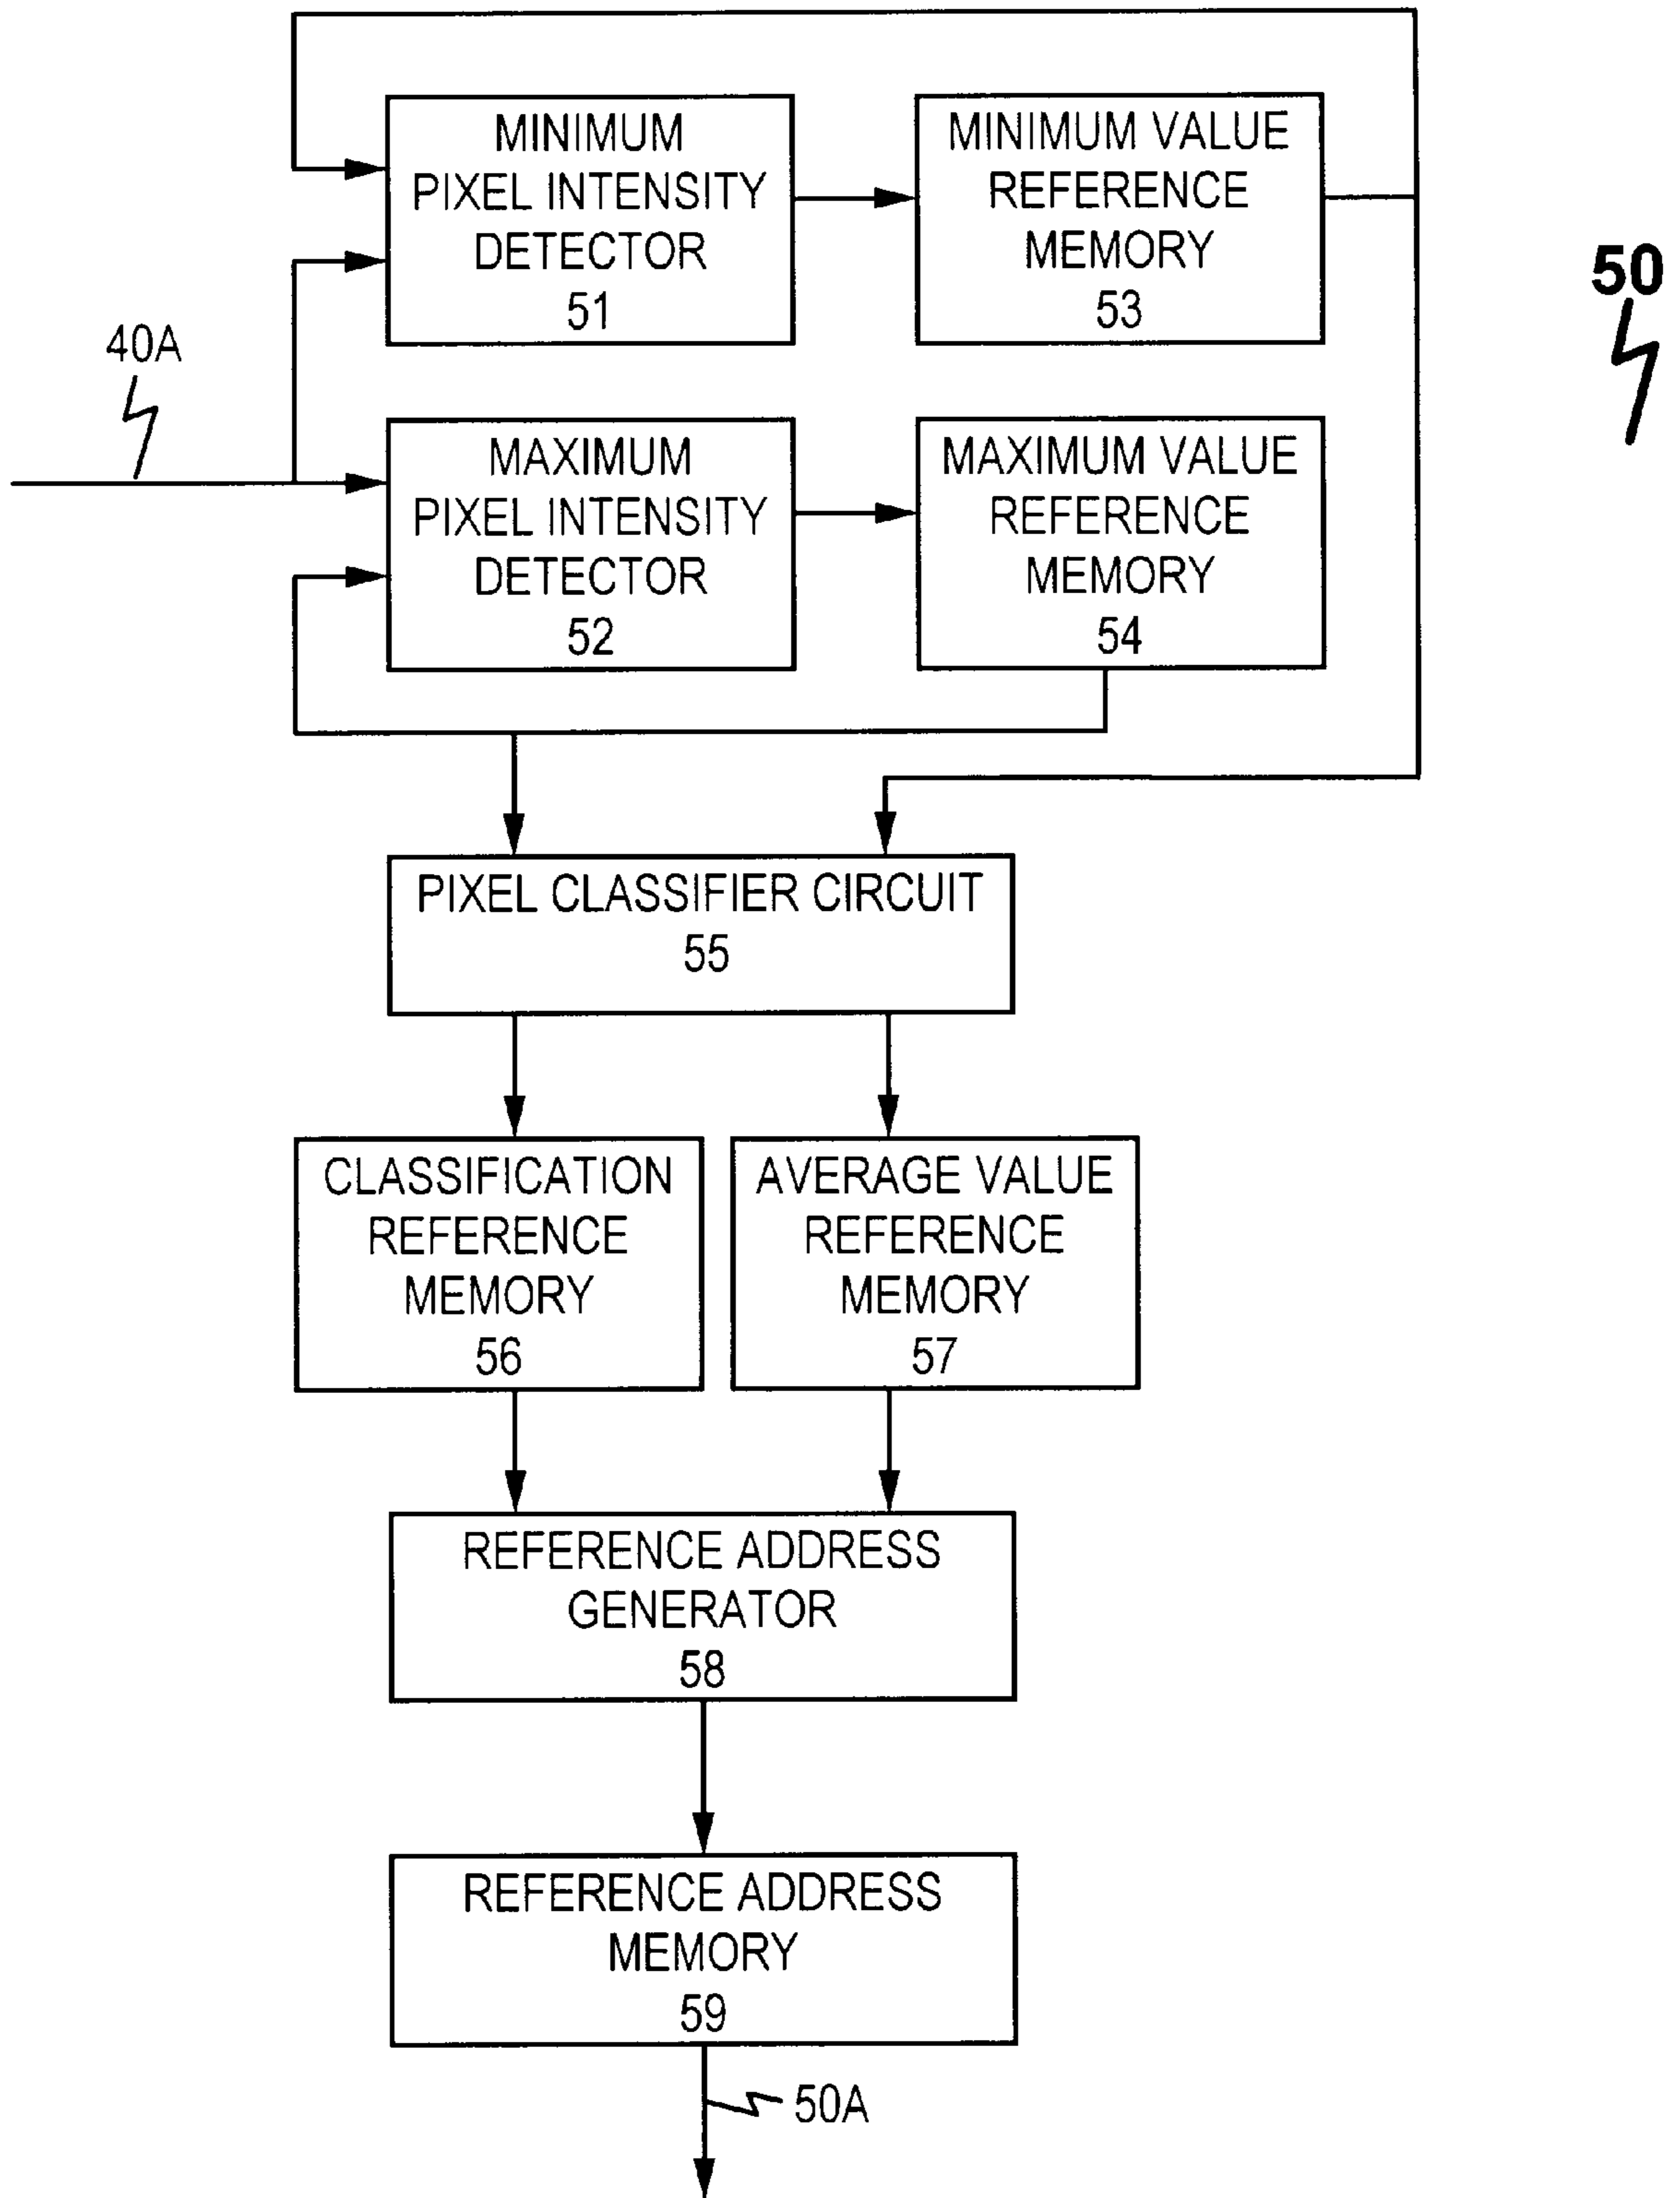 MINIMUM
PIXEL INTENSITY
DETECTOR
51
MINIMUM VALUE
REFERENCE
MEMORY
53
50
40A
MAXIMUM
PIXEL INTENSITY
DETECTOR
52
MAXIMUM VALUE
REFERENCE
MEMORY
54
PIXEL CLASSIFIER CIRCUIT
55
CLASSIFICATION
REFERENCE
MEMORY
56
AVERAGE VALUE
REFERENCE
MEMORY
57
REFERENCE ADDRESS
GENERATOR
58
REFERENCE ADDRESS
MEMORY
59
50A